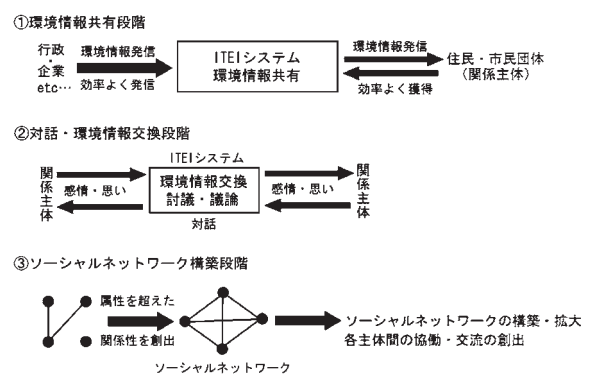 ①環境情報共有段階
行政
・
企業
etc…
環境情報発信
効率よく発信
ITEIシステム
環境情報共有
環境情報発信
効率よく獲得
住民・市民団体
（関係主体）
②対話・環境情報交換段階
関係主体
感情・思い
ITEIシステム
環境情報交換
討議・議論
対話
感情・思い
関係主体
③ソーシャルネットワーク構築段階
属性を超えた
関係性を創出
ソーシャルネットワーク
ソーシャルネットワークの構築・拡大
各主体間の協働・交流の創出